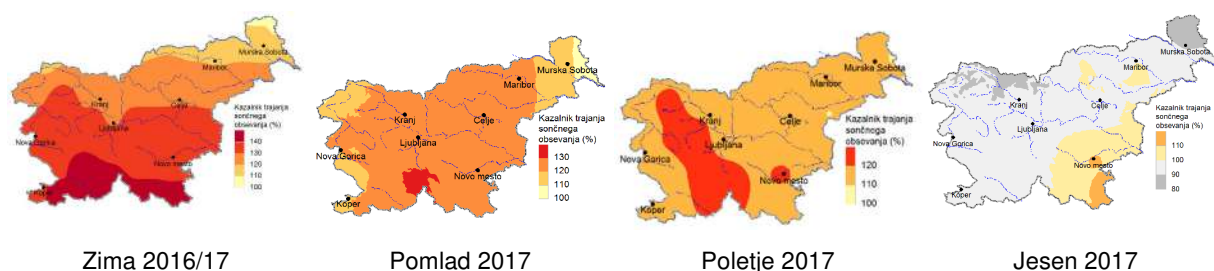 Murska Sobota
Maribor
Kranj
Celje
Ljubljana
Nova Gorica
Novo mesto
Koper
Kazalnik trajanja
sončnega
obsevanja (%)
140
130
120
110
100
Zima 2016/17
Murska Sobota
Maribor
Kranj
Celje
Ljubljana
Nova Gorica
Novo mesto
Koper
Kazalnik trajanja
sončnega
obsevanja (%)
130
120
110
100
Pomlad 2017
Murska Sobota
Maribor
Kranj
Celje
Ljubljana
Nova Gorica
Novo mesto
Koper
Kazalnik trajanja
sončnega
obsevanja (%)
120
110
100
Poletje 2017
Murska Sobota
Maribor
Kranj
Celje
Ljubljana
Nova Gorica
Novo mesto
Koper
Kazalnik trajanja
sončnega
obsevanja (%)
110
100
90
80
Jesen 2017